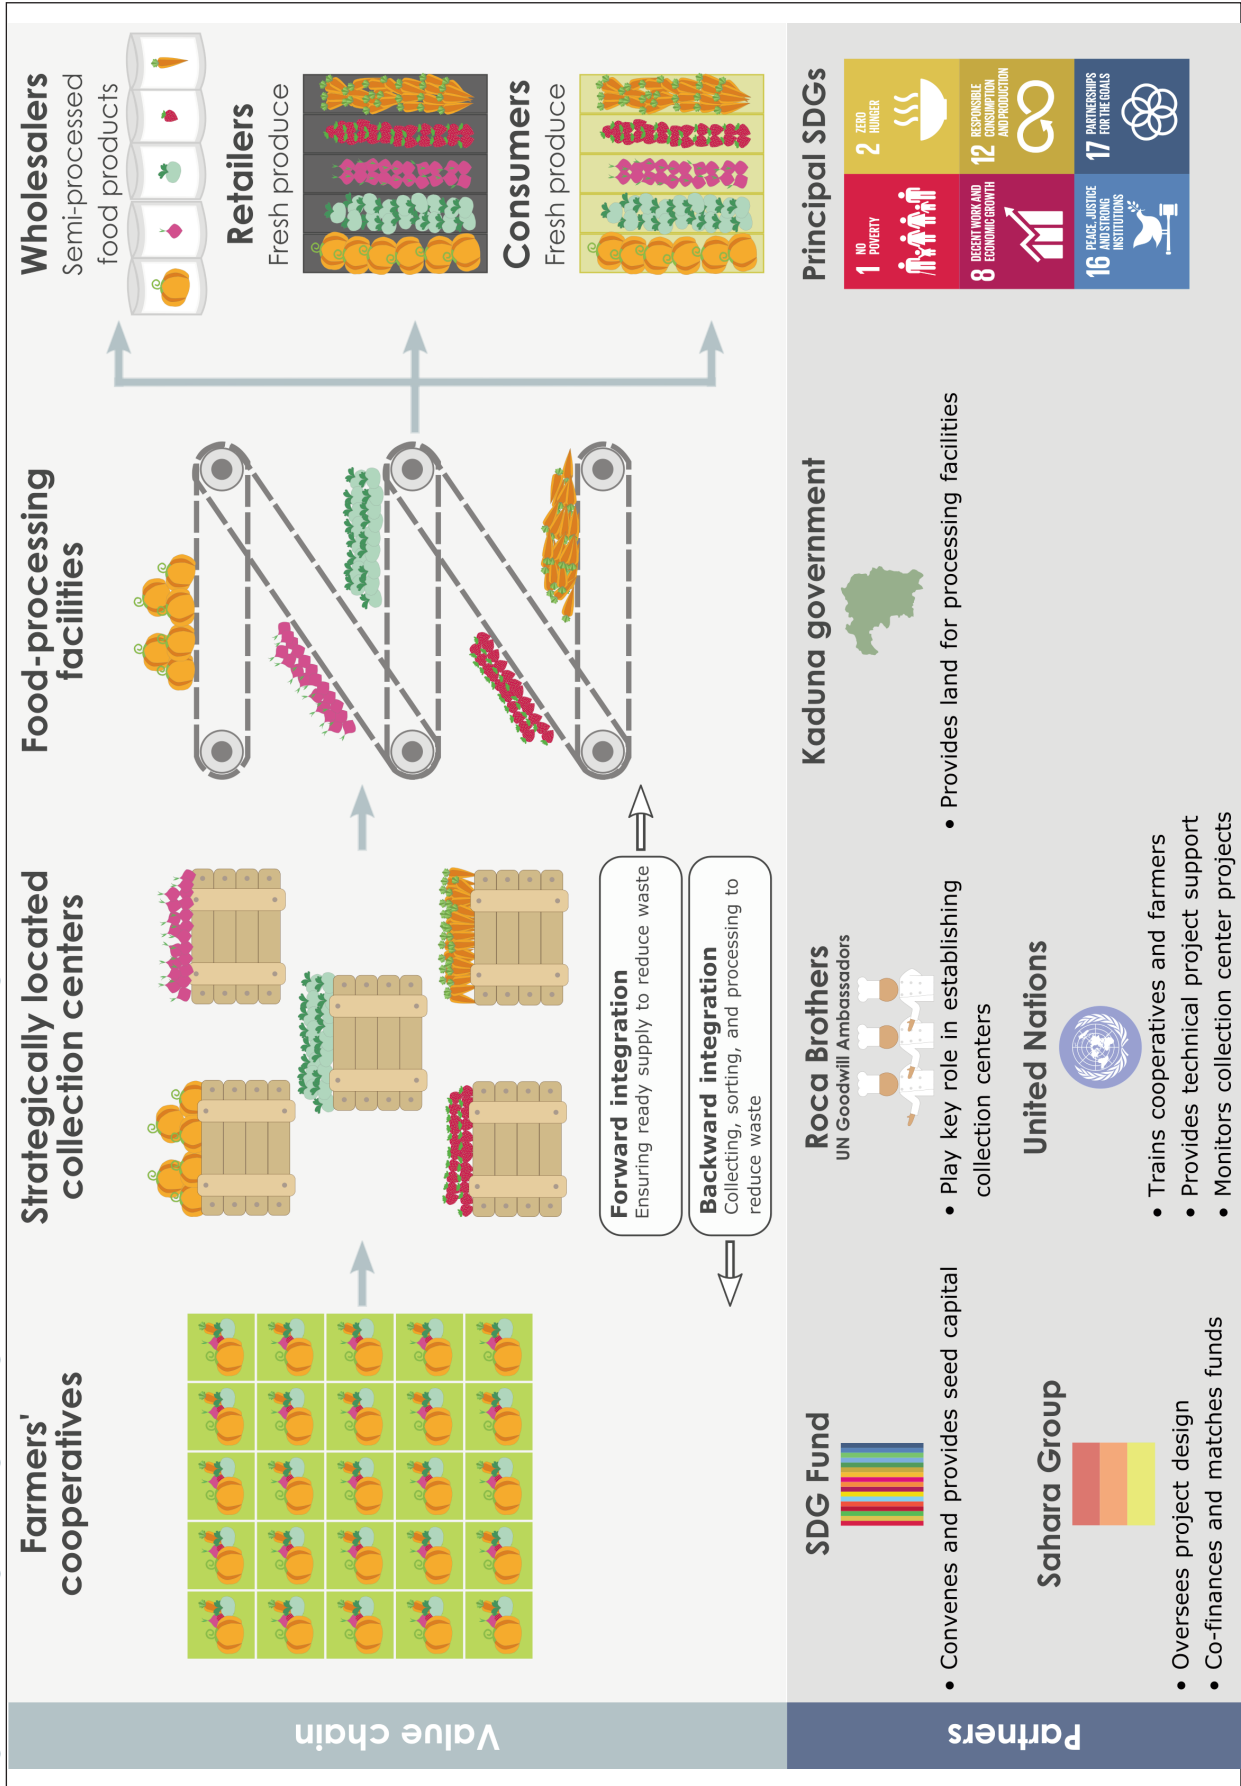 Value chain
Farmers'
cooperatives
Strategically located
collection centers
Forward integration
Ensuring ready supply to reduce waste
Backward integration
Collecting, sorting, and processing to
reduce waste
Food-processing
facilities
Wholesalers
Semi-processed
food products
Retailers
Fresh produce
Consumers
Fresh produce
Partners
SDG Fund
• Convenes and provides seed capital
Sahara Group
• Oversees project design
• Co-finances and matches funds
Roca Brothers
UN Goodwill Ambassadors
• Play key role in establishing
collection centers
United Nations
• Trains cooperatives and farmers
• Provides technical project support
• Monitors collection center projects
Kaduna government
• Provides land for processing facilities
Principal SDGs
1 NO
POVERTY
2 ZERO
HUNGER
8 DECENT WORK AND
ECONOMIC GROWTH
12 RESPONSIBLE
CONSUMPTION
AND PRODUCTION
16 PEACE, JUSTICE
AND STRONG
INSTITUTIONS
17 PARTNERSHIPS
FOR THE GOALS